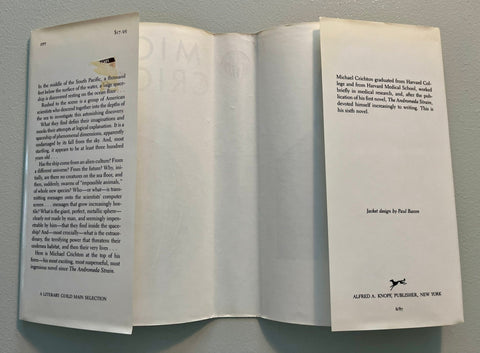 $17.95
In the middle of the South Pacific, a thousand
feet below the surface of the water, a huge space-
ship is discovered resting on the ocean floor.
Rushed to the scene is a group of American
scientists who descend together into the depths of
the sea to investigate this astonishing discovery.
What they find defies their imaginations and
mocks their attempts at logical explanation. It is a
spaceship of phenomenal dimensions, apparently
undamaged by its fall from the sky. And, most
startling, it appears to be at least three hundred
years old . . .
Has the ship come from an alien culture? From
a different universe? From the future? Why, ini-
tially, are there no creatures on the sea floor; and
then, suddenly, swarms of "impossible animals,"
of whole new species? Who—or what—is trans-
mitting messages onto the scientists' computer
screen . . . messages that grow increasingly hos-
tile? What is the giant, perfect, metallic sphere—
clearly not made by man, and seemingly impen-
etrable by him—that they find inside the space-
ship? And—most crucially—what is the extraor-
dinary, the terrifying power that threatens their
undersea habitat, and then their very lives . . .
Here is Michael Crichton at the top of his
form—his most exciting, most suspenseful, most
ingenious novel since The Andromeda Strain.
A LITERARY GUILD MAIN SELECTION
Michael Crichton graduated from Harvard Col-
lege and from Harvard Medical School, worked
briefly in medical research, and, after the pub-
lication of his first novel, The Andromeda Strain,
devoted himself increasingly to writing. This is
his sixth novel.
Jacket design by Paul Bacon
ALFRED A. KNOPF, PUBLISHER, NEW YORK
6/87